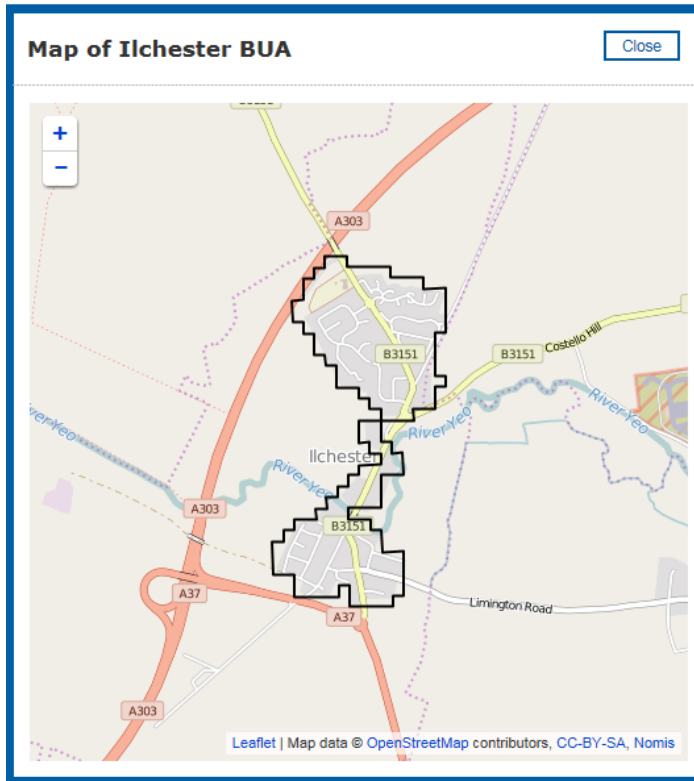 Map of Ilchester BUA
Close
+
−
A303
B3151
B3151
Costello Hill
River Yeo
River Yeo
River Yeo
Ilchester
River Yeo
A303
B3151
A37
Limington Road
A37
A303
Leaflet | Map data © OpenStreetMap contributors, CC-BY-SA, Nomis